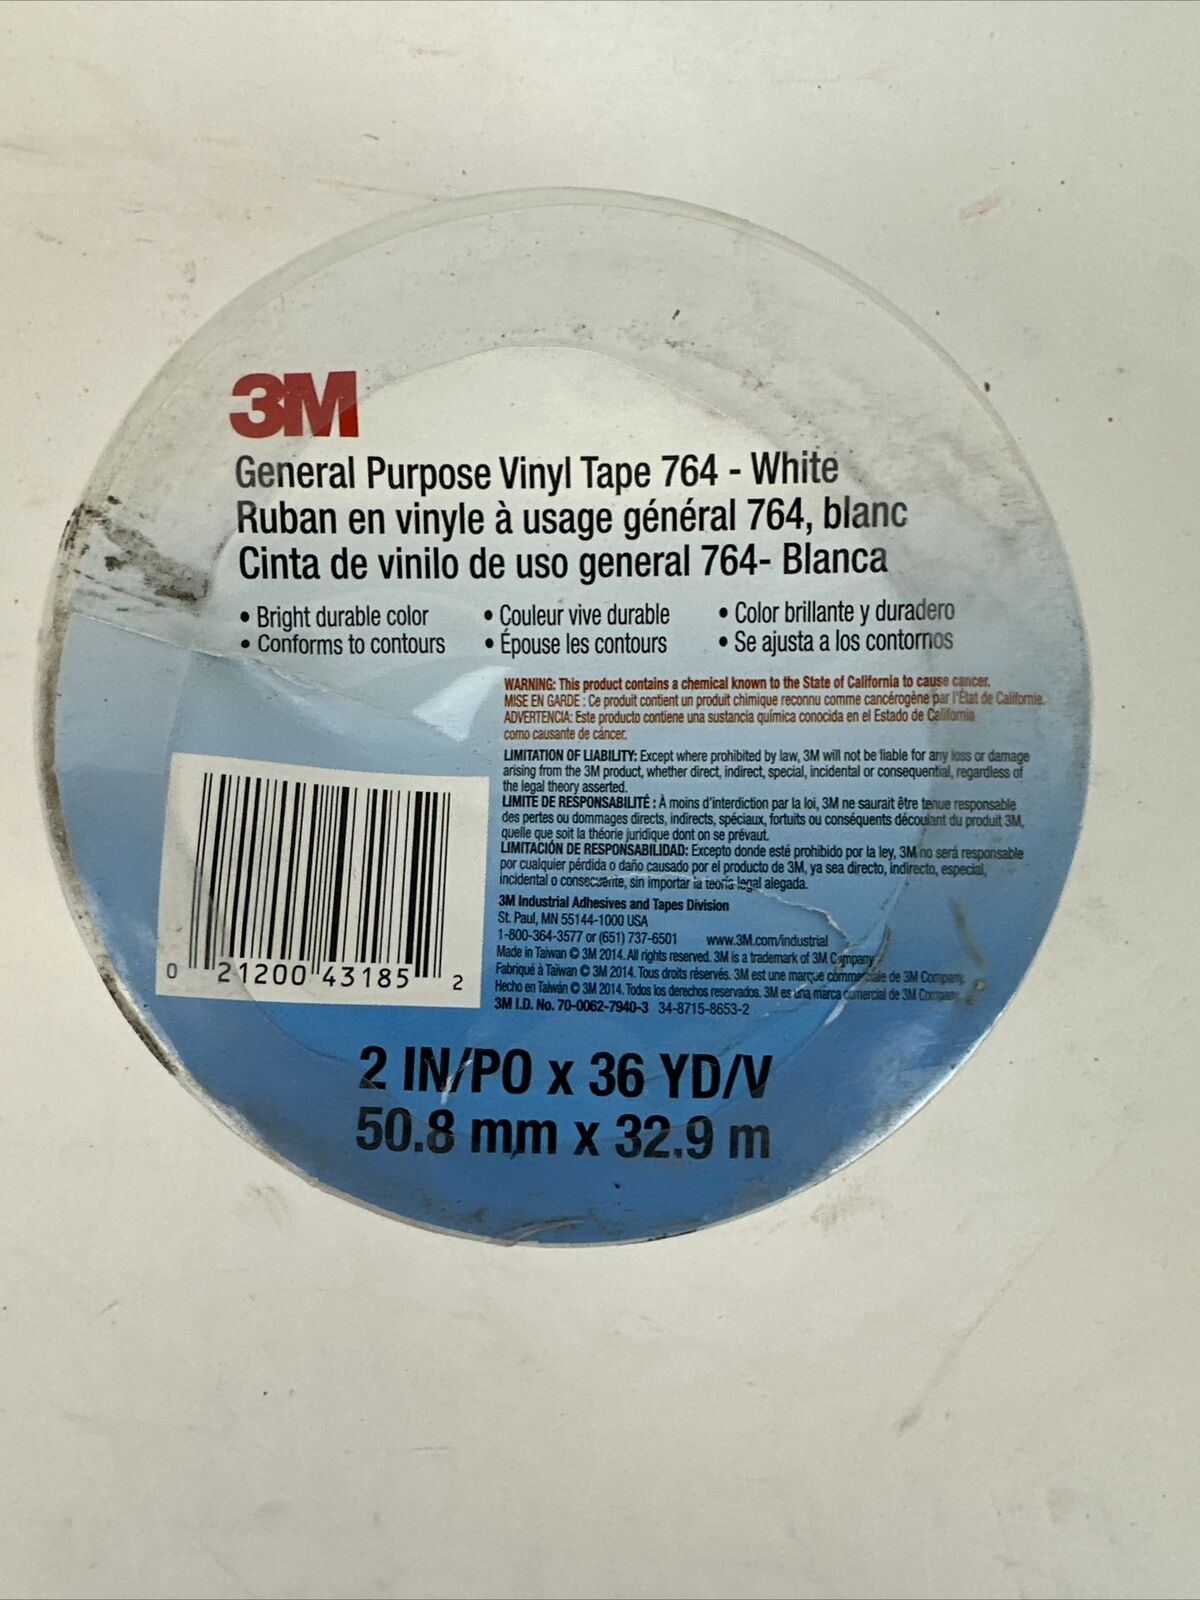 3M
General Purpose Vinyl Tape 764 - White
Ruban en vinyle à usage général 764, blanc
Cinta de vinilo de uso general 764- Blanca
• Bright durable color
• Conforms to contours
• Couleur vive durable
• Épouse les contours
• Color brillante y duradero
• Se ajusta a los contornos
WARNING: This product contains a chemical known to the State of California to cause cancer.
MISE EN GARDE : Ce produit contient un produit chimique reconnu comme cancérogène par l'État de Californie.
ADVERTENCIA: Este producto contiene una sustancia química conocida en el Estado de California
como causante de cáncer.
LIMITATION OF LIABILITY: Except where prohibited by law, 3M will not be liable for any loss or damage
arising from the 3M product, whether direct, indirect, special, incidental or consequential, regardless of
the legal theory asserted.
LIMITE DE RESPONSABILITÉ : À moins d'interdiction par la loi, 3M ne saurait être tenue responsable
des pertes ou dommages directs, indirects, spéciaux, fortuits ou conséquents découlant du produit 3M,
quelle que soit la théorie juridique dont on se prévaut.
LIMITACIÓN DE RESPONSABILIDAD: Excepto donde esté prohibido por la ley, 3M no será responsable
por cualquier pérdida o daño causado por el producto de 3M, ya sea directo, indirecto, especial,
incidental o consecuente, sin importar la teoría legal alegada.
3M Industrial Adhesives and Tapes Division
St. Paul, MN 55144-1000 USA
1-800-364-3577 or (651) 737-6501 www.3M.com/industrial
Made in Taiwan © 3M 2014. All rights reserved. 3M is a trademark of 3M Company.
Fabriqué à Taiwan © 3M 2014. Tous droits réservés. 3M est une marque commerciale de 3M Company.
Hecho en Taiwán © 3M 2014. Todos los derechos reservados. 3M es una marca comercial de 3M Company.
3M I.D. No. 70-0062-7940-3 34-8715-8653-2
0 21200 43185 2
2 IN/PO x 36 YD/V
50.8 mm x 32.9 m